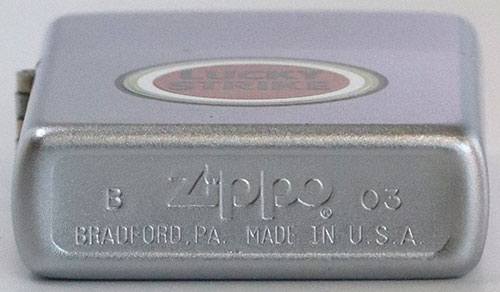 LUCKY
STRIKE
B Zippo® 03
BRADFORD, PA. MADE IN U.S.A.